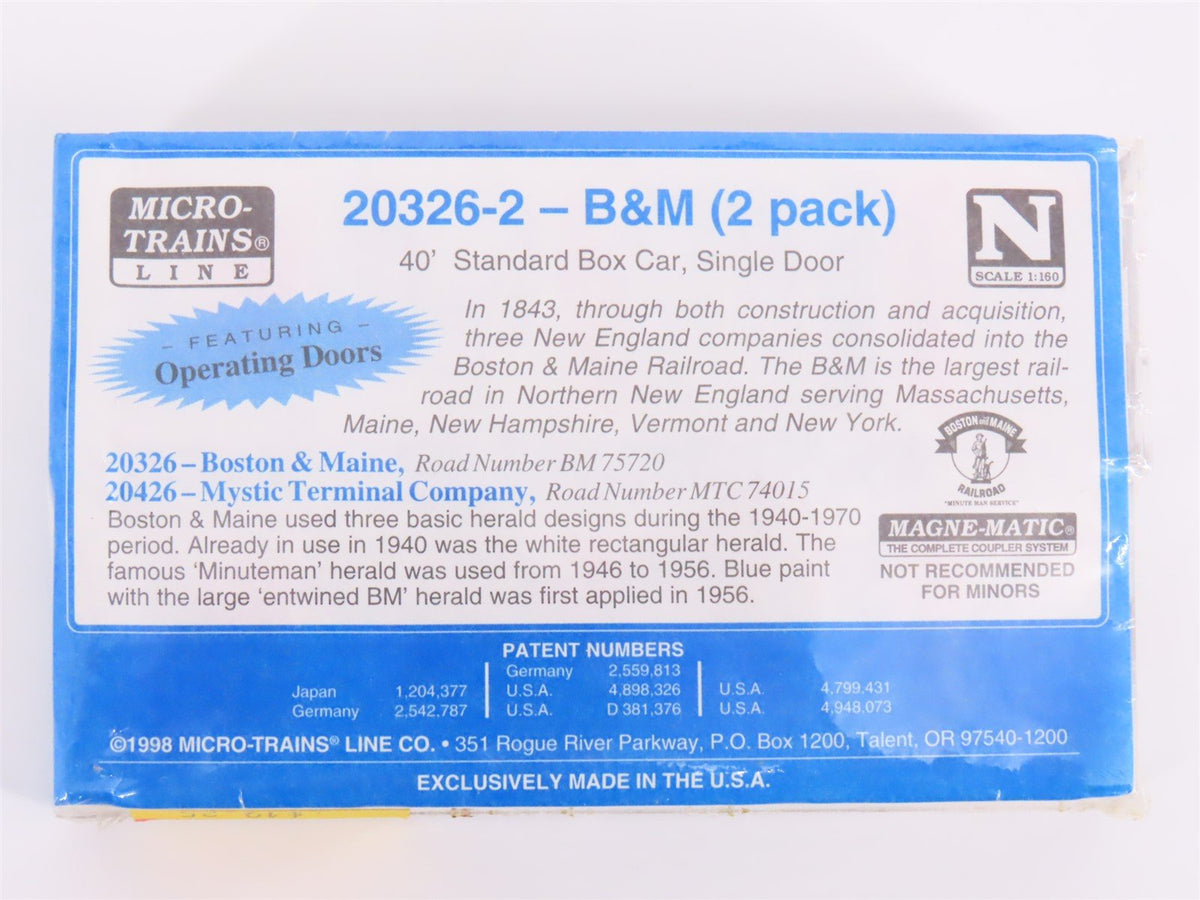 MICRO-
TRAINS®
LINE
20326-2 – B&M (2 pack)
40' Standard Box Car, Single Door
N
SCALE 1:160
– FEATURING –
Operating Doors
In 1843, through both construction and acquisition,
three New England companies consolidated into the
Boston & Maine Railroad. The B&M is the largest rail-
road in Northern New England serving Massachusetts,
Maine, New Hampshire, Vermont and New York.
BOSTON and MAINE
RAILROAD
"MINUTE MAN SERVICE"
20326–Boston & Maine, Road Number BM 75720
20426–Mystic Terminal Company, Road Number MTC 74015
Boston & Maine used three basic herald designs during the 1940-1970
period. Already in use in 1940 was the white rectangular herald. The
famous 'Minuteman' herald was used from 1946 to 1956. Blue paint
with the large 'entwined BM' herald was first applied in 1956.
MAGNE-MATIC®
THE COMPLETE COUPLER SYSTEM
NOT RECOMMENDED
FOR MINORS
PATENT NUMBERS
Japan 1,204,377
Germany 2,542,787
Germany 2,559,813
U.S.A. 4,898,326
U.S.A. D 381,376
U.S.A. 4,799,431
U.S.A. 4,948,073
©1998 MICRO-TRAINS® LINE CO. • 351 Rogue River Parkway, P.O. Box 1200, Talent, OR 97540-1200
EXCLUSIVELY MADE IN THE U.S.A.